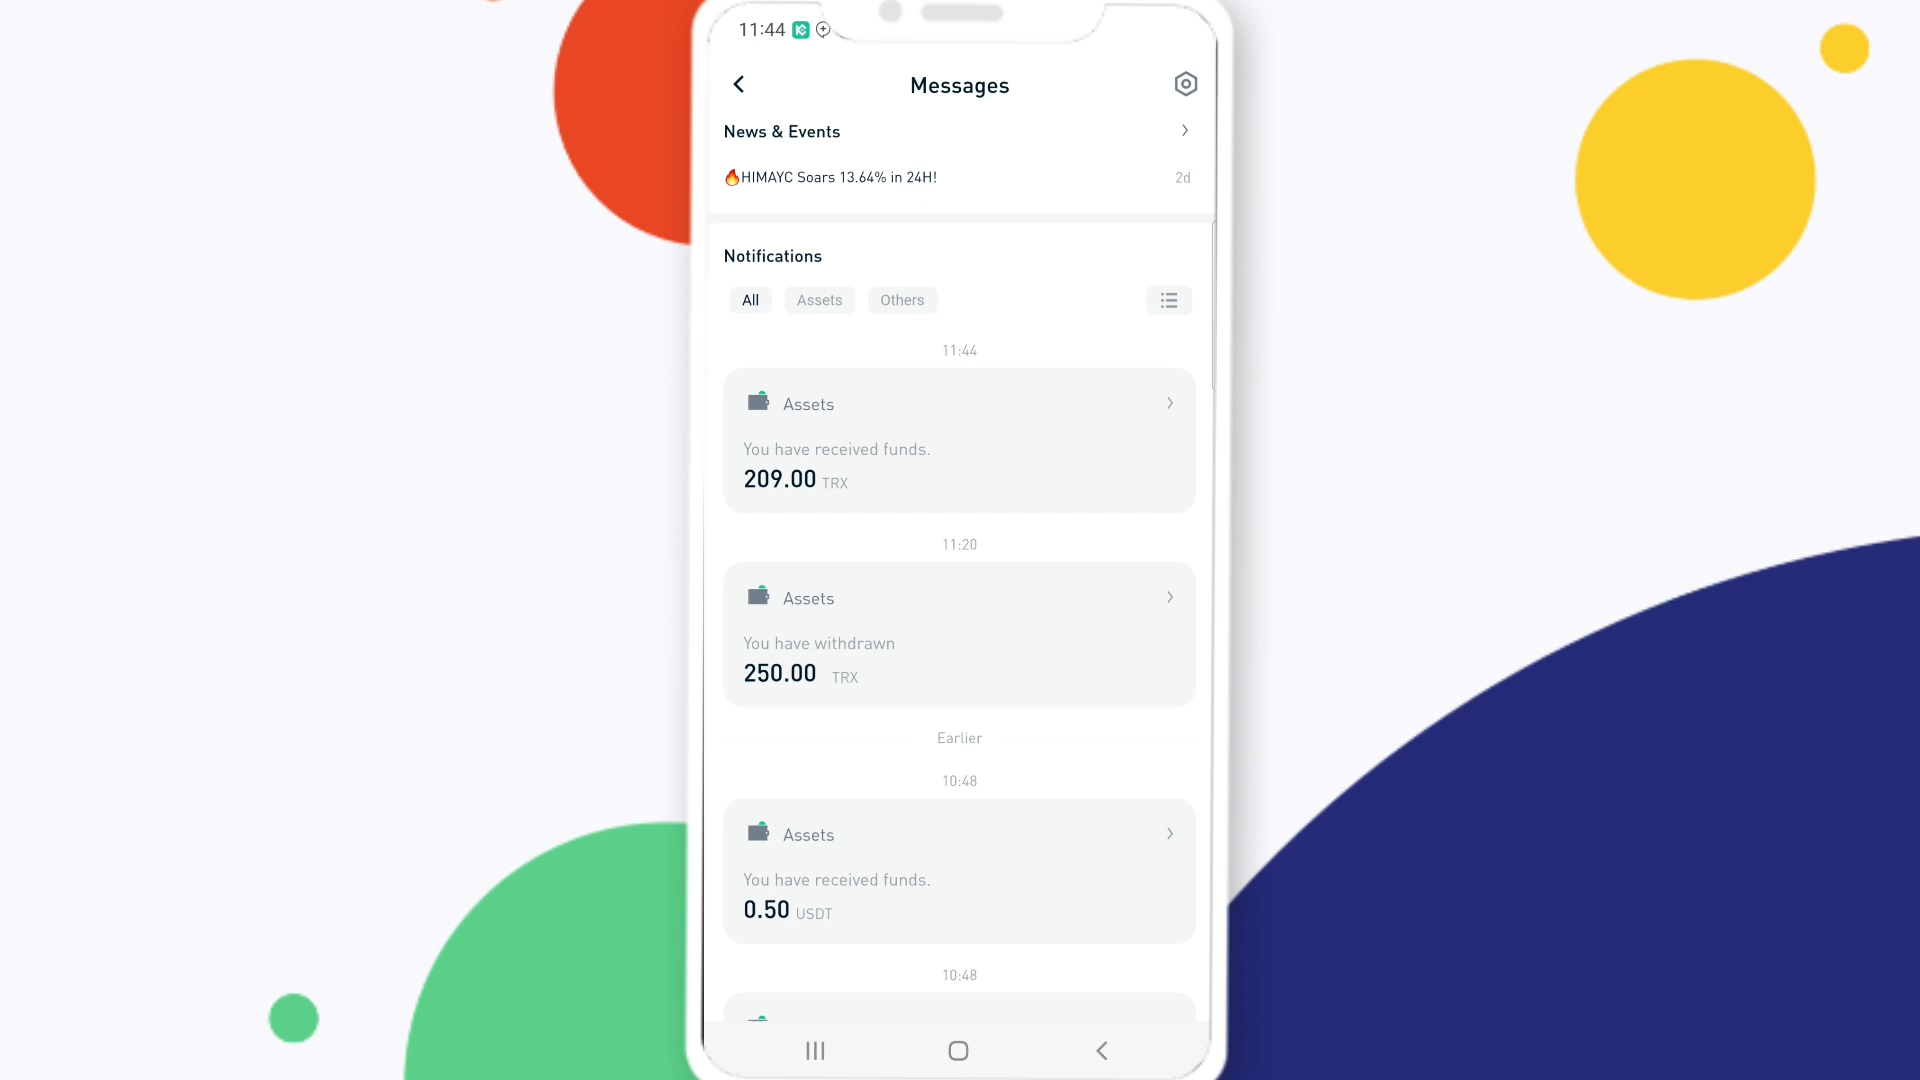 11:44
Messages
News & Events
🔥HIMAYC Soars 13.64% in 24H!
2d
Notifications
All
Assets
Others
11:44
Assets
You have received funds.
209.00 TRX
11:20
Assets
You have withdrawn
250.00 TRX
Earlier
10:48
Assets
You have received funds.
0.50 USDT
10:48